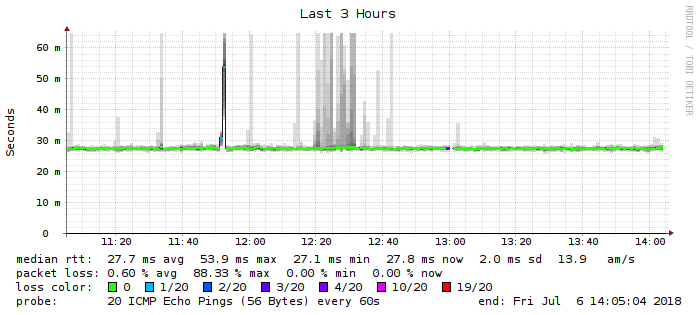 Last 3 Hours
RRDTOOL / TOBI OETIKER
Seconds
60 m
50 m
40 m
30 m
20 m
10 m
0
11:20 11:40 12:00 12:20 12:40 13:00 13:20 13:40 14:00
median rtt: 27.7 ms avg 53.9 ms max 27.1 ms min 27.8 ms now 2.0 ms sd 13.9 am/s
packet loss: 0.60 % avg 88.33 % max 0.00 % min 0.00 % now
loss color: 0 1/20 2/20 3/20 4/20 10/20 19/20
probe: 20 ICMP Echo Pings (56 Bytes) every 60s end: Fri Jul 6 14:05:04 2018